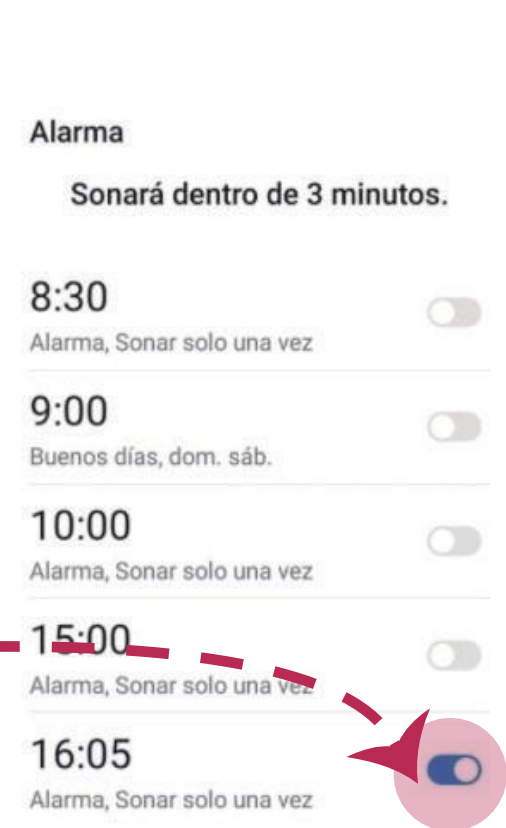 Alarma
Sonará dentro de 3 minutos.
8:30
Alarma, Sonar solo una vez
9:00
Buenos días, dom. sáb.
10:00
Alarma, Sonar solo una vez
15:00
Alarma, Sonar solo una vez
16:05
Alarma, Sonar solo una vez